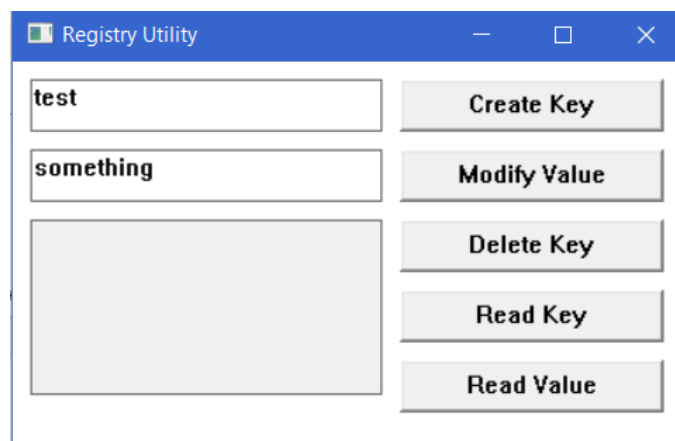 Registry Utility
test
Create Key
something
Modify Value
Delete Key
Read Key
Read Value